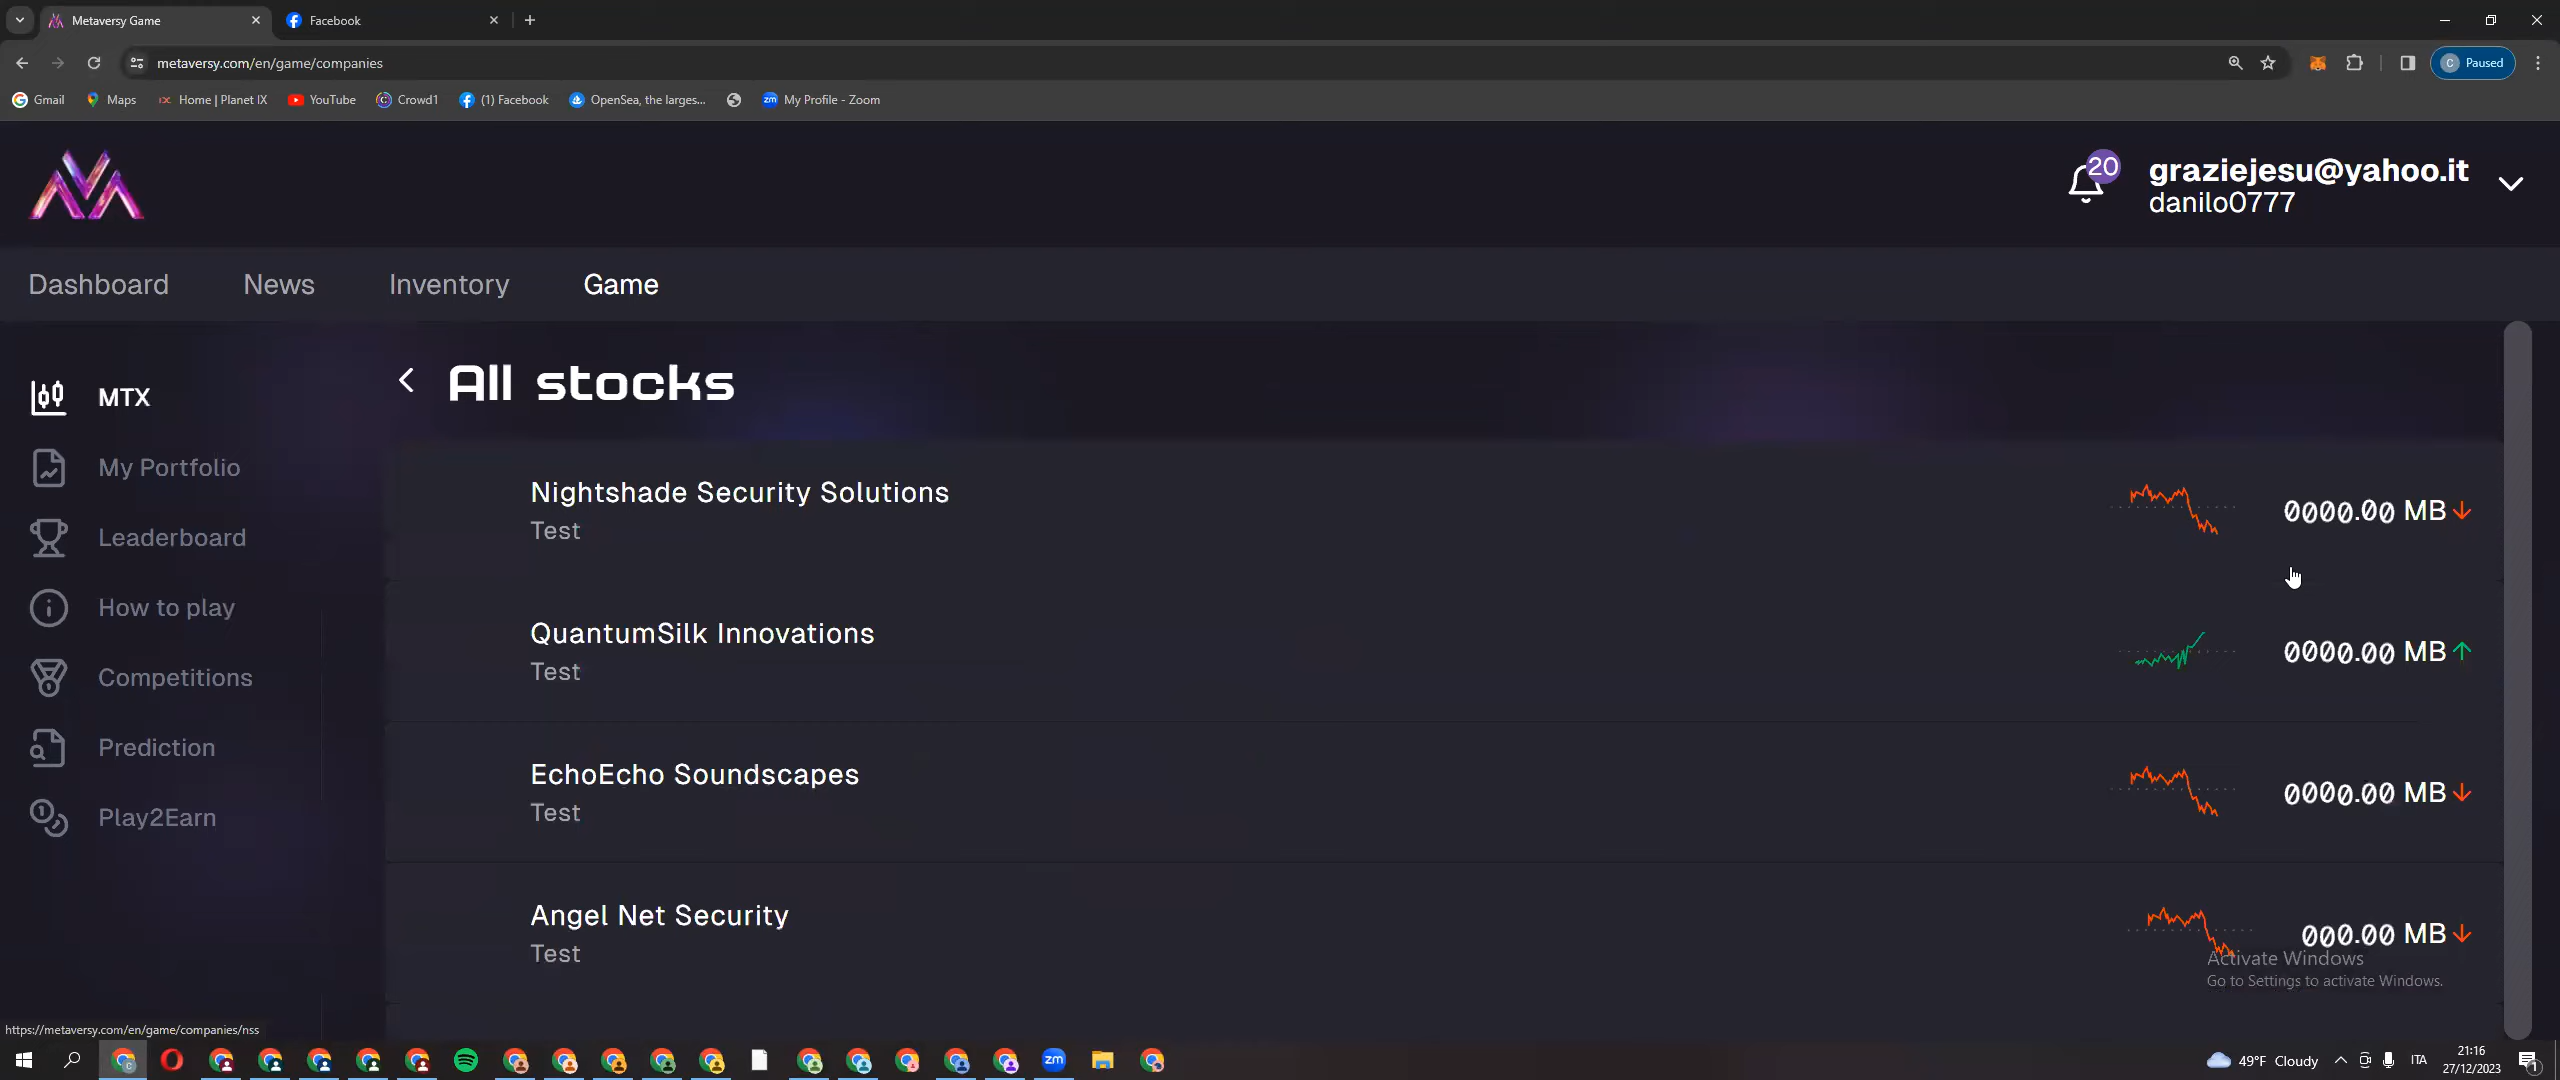 Metaversy Game
Facebook
metaversy.com/en/game/companies
Paused
Gmail
Maps
Home | Planet IX
YouTube
Crowd1
(1) Facebook
OpenSea, the larges...
My Profile - Zoom
20
graziejesu@yahoo.it
danilo0777
Dashboard
News
Inventory
Game
MTX
My Portfolio
Leaderboard
How to play
Competitions
Prediction
Play2Earn
All stocks
Nightshade Security Solutions
Test
0000.00 MB
QuantumSilk Innovations
Test
0000.00 MB
EchoEcho Soundscapes
Test
0000.00 MB
Angel Net Security
Test
000.00 MB
Activate Windows
Go to Settings to activate Windows.
https://metaversy.com/en/game/companies/nss
49°F Cloudy
ITA
21:16
27/12/2023